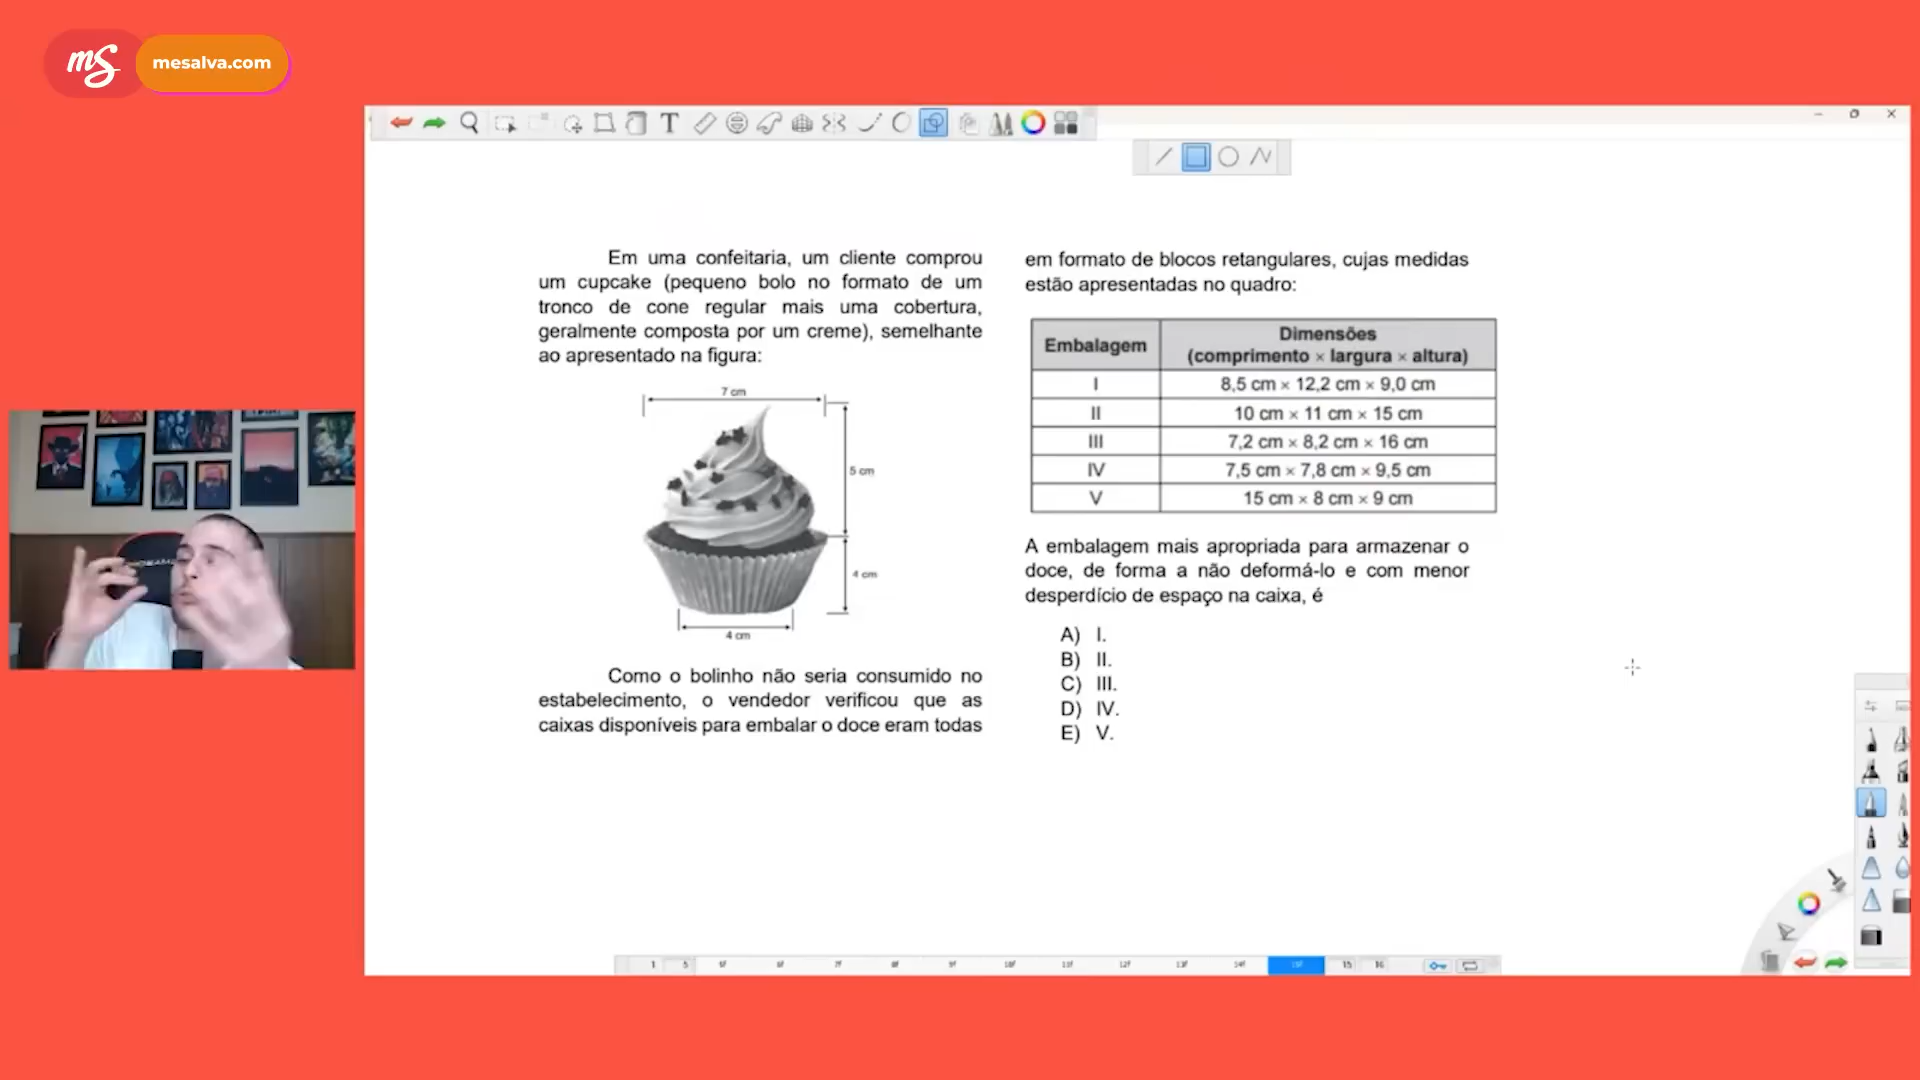 mS mesalva.com
T
Em uma confeitaria, um cliente comprou
um cupcake (pequeno bolo no formato de um
tronco de cone regular mais uma cobertura,
geralmente composta por um creme), semelhante
ao apresentado na figura:
7 cm
5 cm
4 cm
4 cm
Como o bolinho não seria consumido no
estabelecimento, o vendedor verificou que as
caixas disponíveis para embalar o doce eram todas
em formato de blocos retangulares, cujas medidas
estão apresentadas no quadro:
Embalagem Dimensões
(comprimento × largura × altura)
I 8,5 cm × 12,2 cm × 9,0 cm
II 10 cm × 11 cm × 15 cm
III 7,2 cm × 8,2 cm × 16 cm
IV 7,5 cm × 7,8 cm × 9,5 cm
V 15 cm × 8 cm × 9 cm
A embalagem mais apropriada para armazenar o
doce, de forma a não deformá-lo e com menor
desperdício de espaço na caixa, é
A) I.
B) II.
C) III.
D) IV.
E) V.